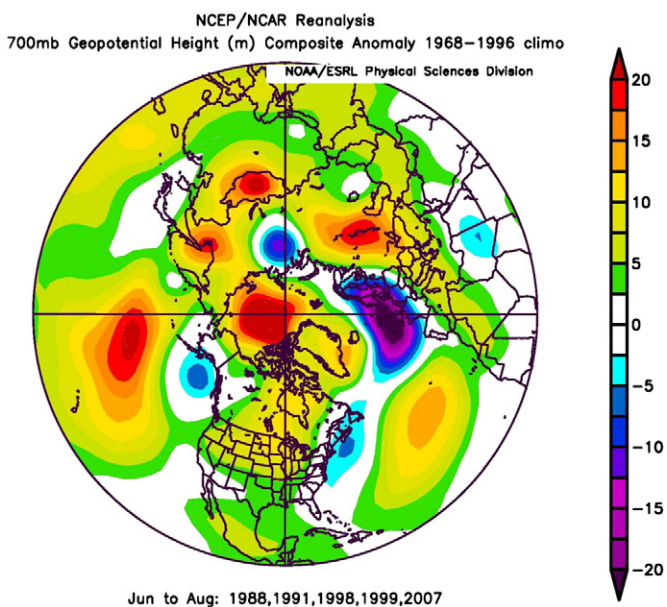 NCEP/NCAR Reanalysis
700mb Geopotential Height (m) Composite Anomaly 1968-1996 climo
NOAA/ESRL Physical Sciences Division
20
15
10
5
0
-5
-10
-15
-20
Jun to Aug: 1988,1991,1998,1999,2007